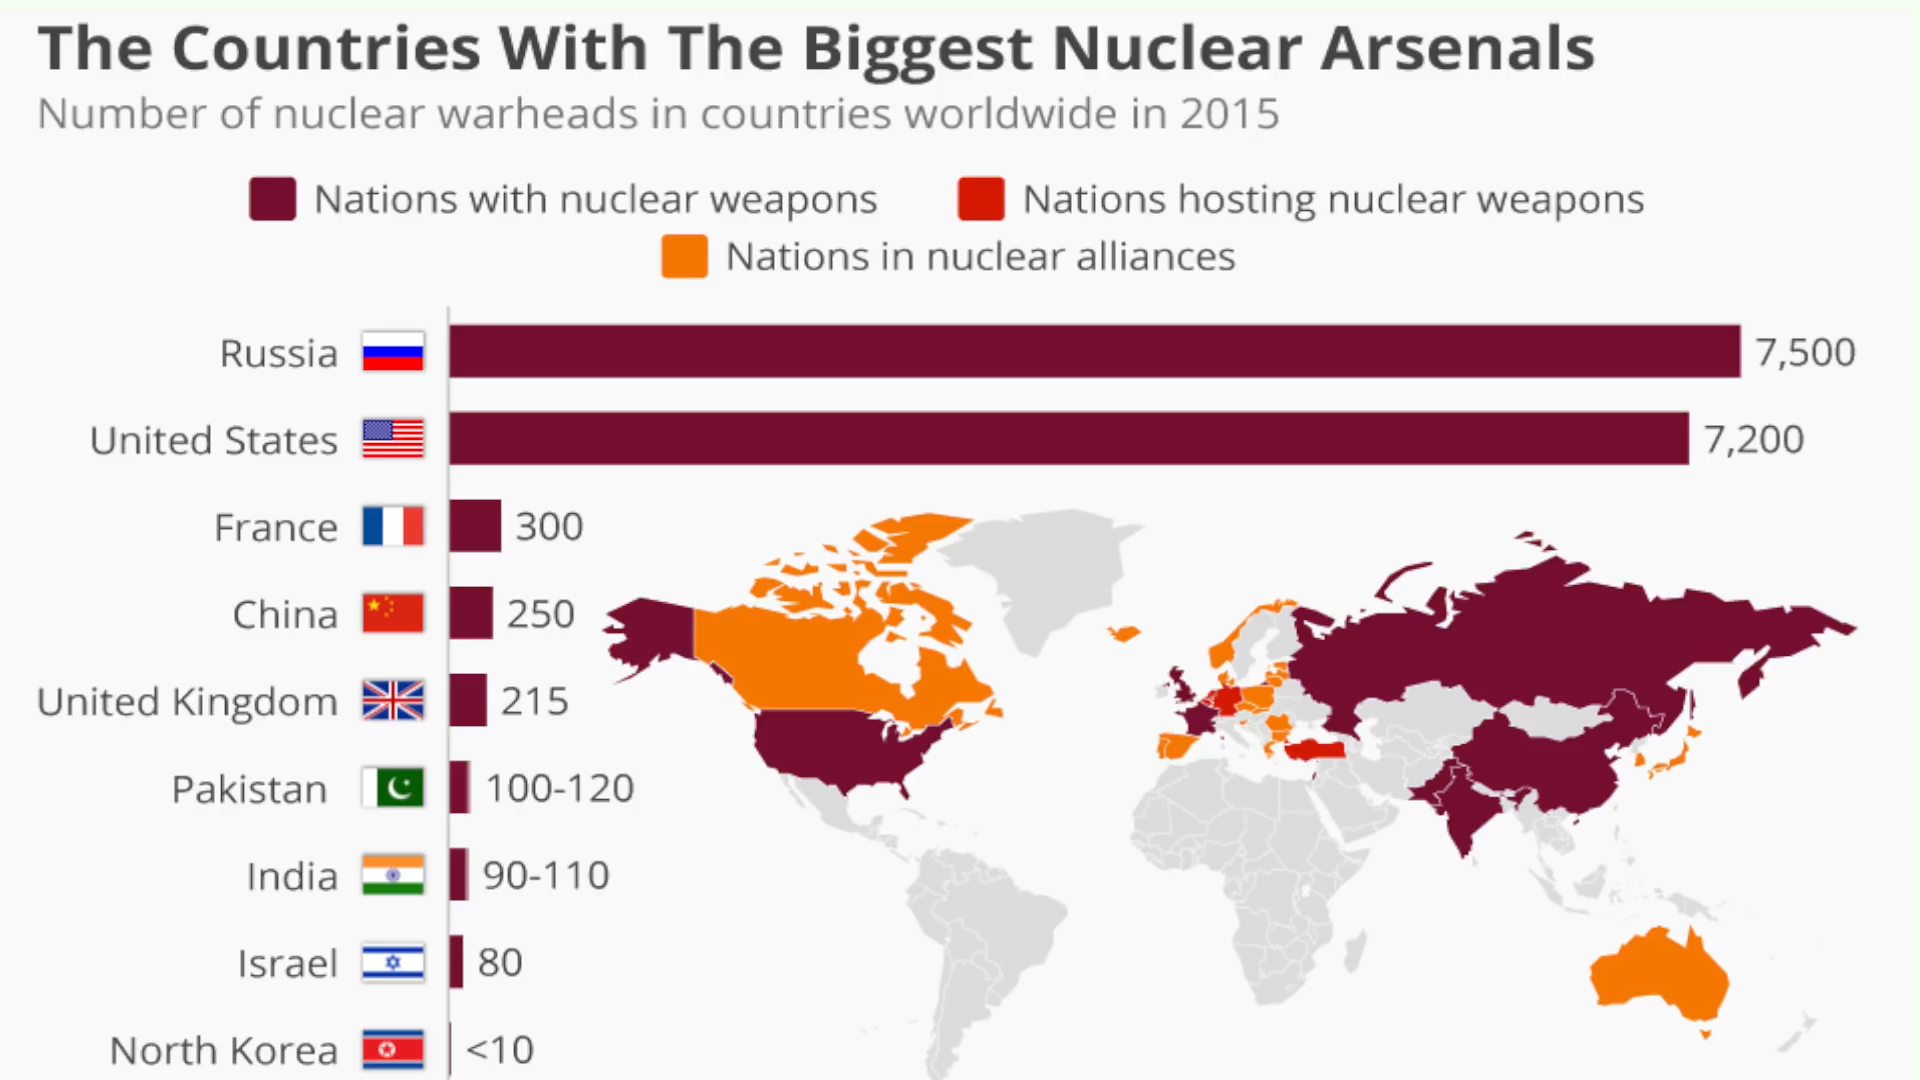 The Countries With The Biggest Nuclear Arsenals
Number of nuclear warheads in countries worldwide in 2015
Nations with nuclear weapons
Nations hosting nuclear weapons
Nations in nuclear alliances
Russia 7,500
United States 7,200
France 300
China 250
United Kingdom 215
Pakistan 100-120
India 90-110
Israel 80
North Korea <10